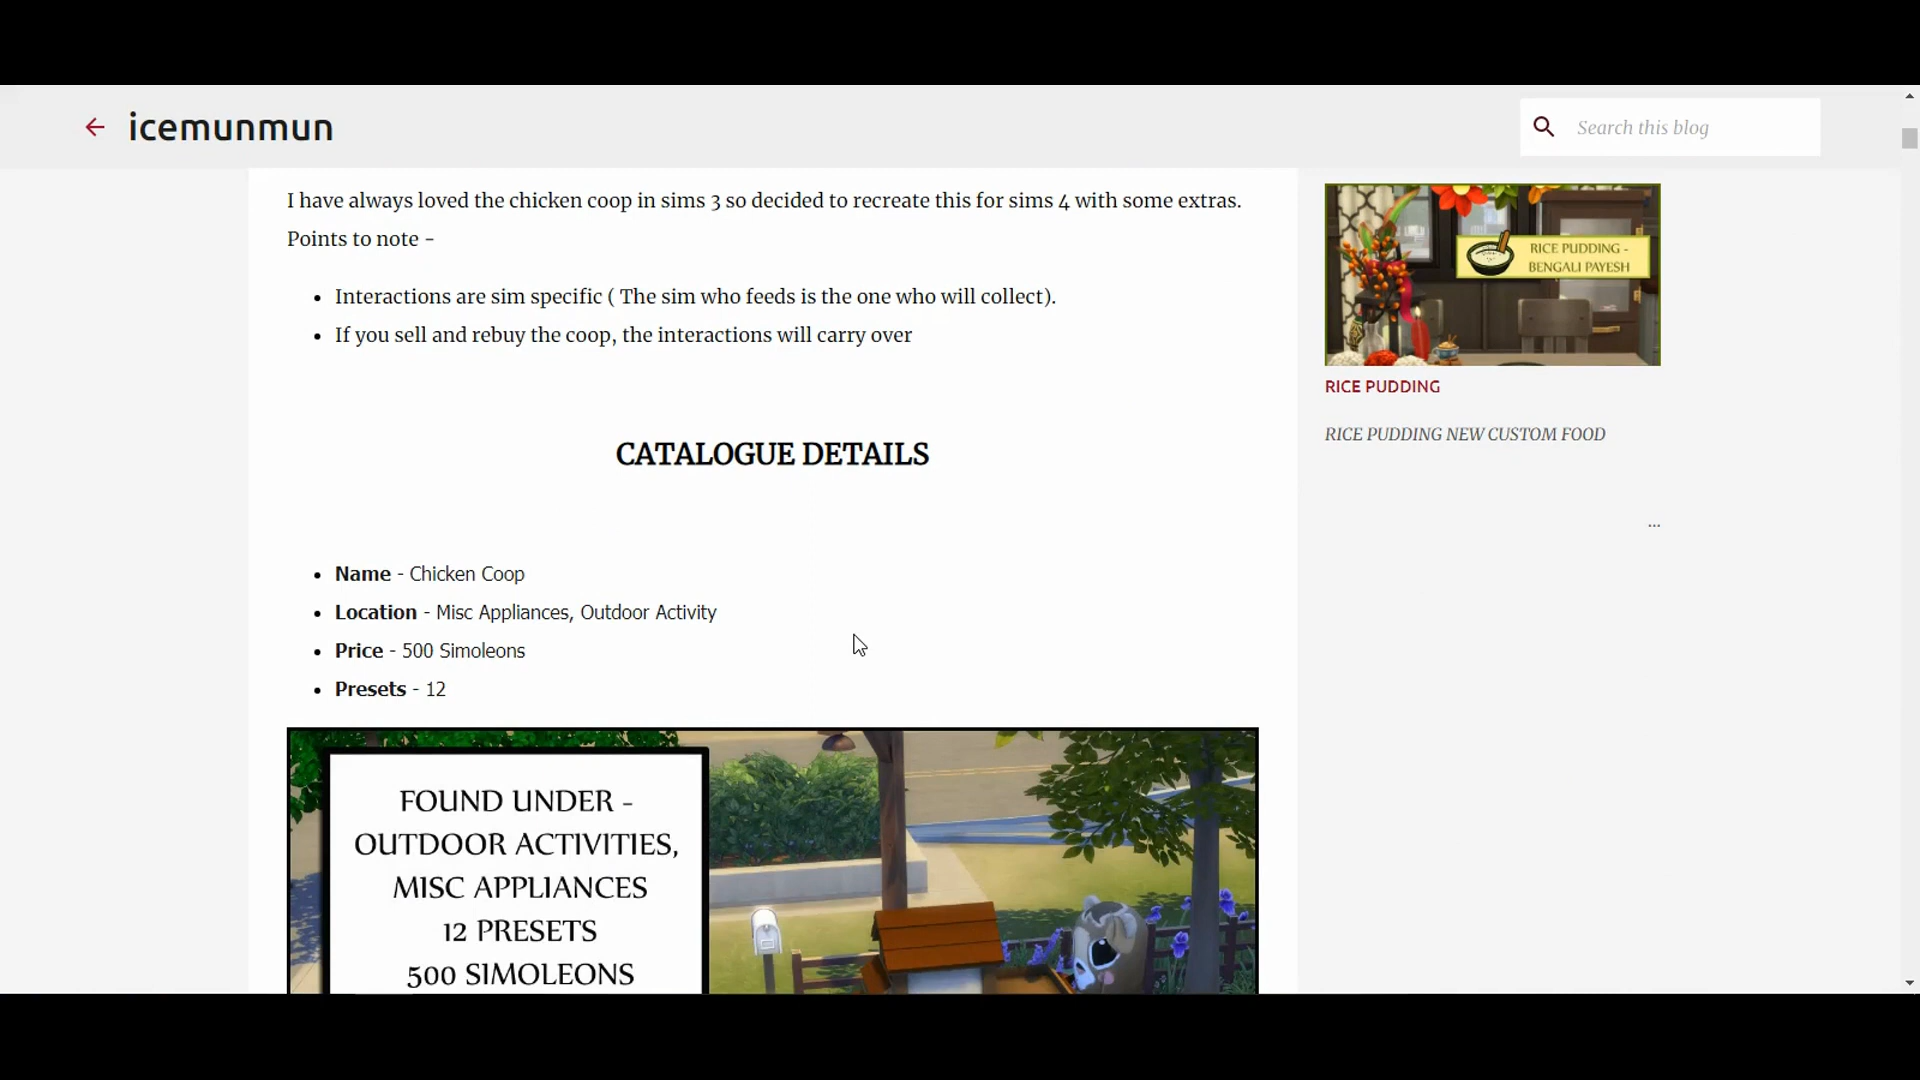 icemunmun
Search this blog
I have always loved the chicken coop in sims 3 so decided to recreate this for sims 4 with some extras.
Points to note -
Interactions are sim specific ( The sim who feeds is the one who will collect).
If you sell and rebuy the coop, the interactions will carry over
CATALOGUE DETAILS
Name - Chicken Coop
Location - Misc Appliances, Outdoor Activity
Price - 500 Simoleons
Presets - 12
FOUND UNDER -
OUTDOOR ACTIVITIES,
MISC APPLIANCES
12 PRESETS
500 SIMOLEONS
RICE PUDDING -
BENGALI PAYESH
RICE PUDDING
RICE PUDDING NEW CUSTOM FOOD
...